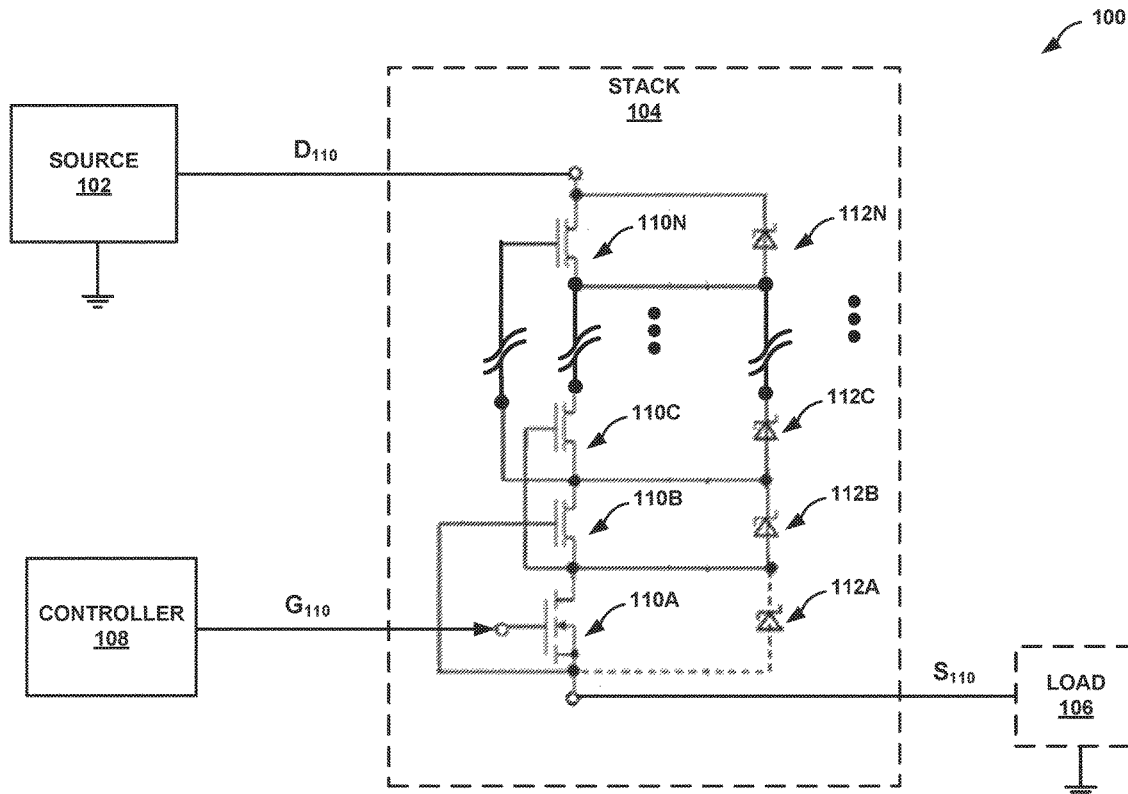 100
STACK
104
SOURCE
102
D110
110N
112N
110C
112C
110B
112B
CONTROLLER
108
G110
110A
112A
S110
LOAD
106